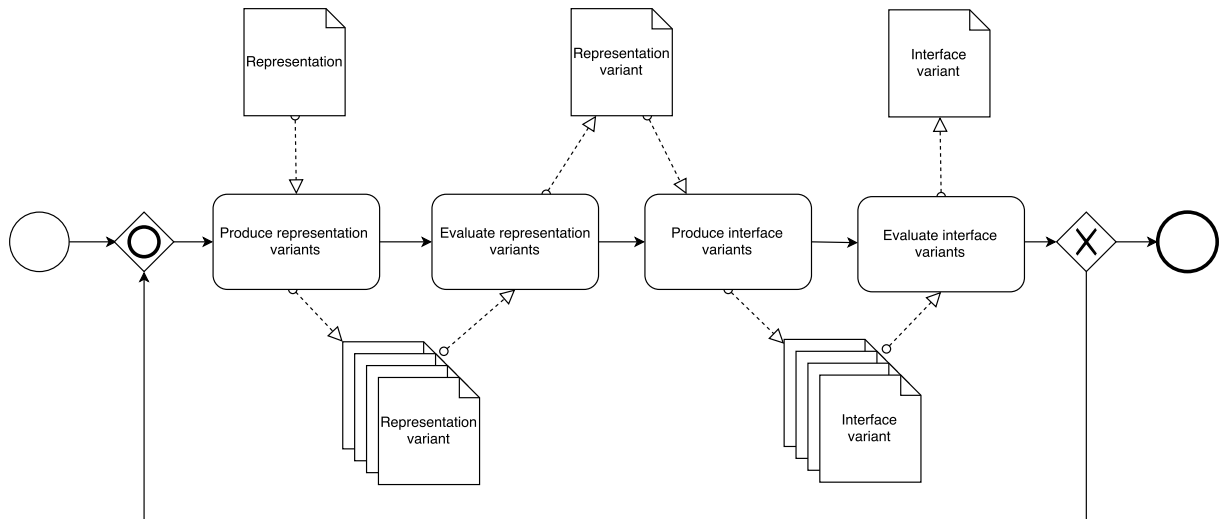 Representation
Representation
variant
Interface
variant
Produce representation
variants
Evaluate representation
variants
Produce interface
variants
Evaluate interface
variants
Representation
variant
Interface
variant